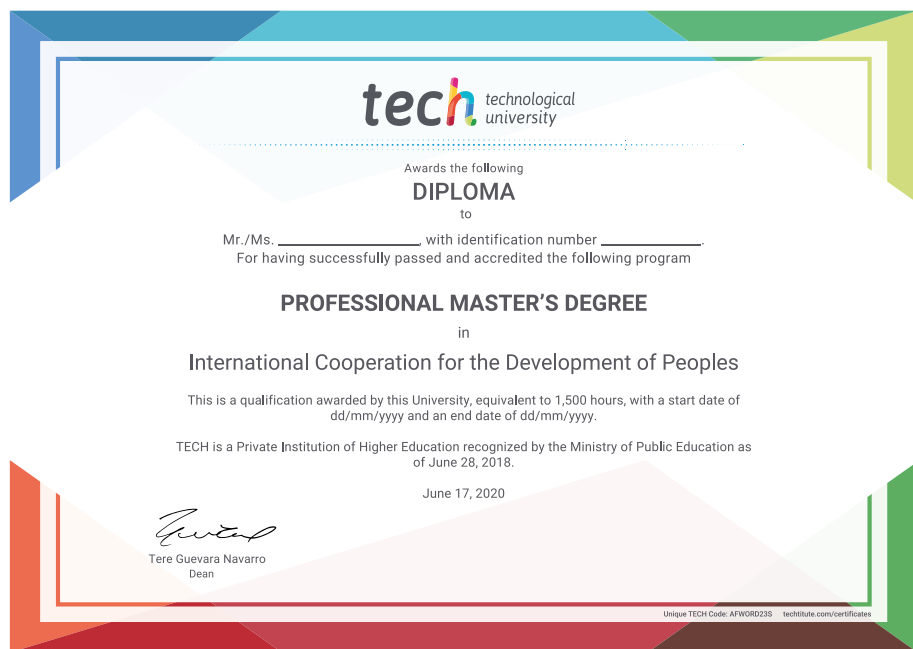 tech technological
university
Awards the following
DIPLOMA
to
Mr./Ms. ____________, with identification number ____________.
For having successfully passed and accredited the following program
PROFESSIONAL MASTER'S DEGREE
in
International Cooperation for the Development of Peoples
This is a qualification awarded by this University, equivalent to 1,500 hours, with a start date of
dd/mm/yyyy and an end date of dd/mm/yyyy.
TECH is a Private Institution of Higher Education recognized by the Ministry of Public Education as
of June 28, 2018.
June 17, 2020
Tere Guevara Navarro
Dean
Unique TECH Code: AFWORD23S techtitute.com/certificates